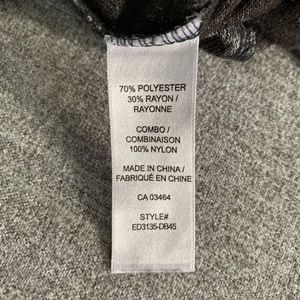 70% POLYESTER
30% RAYON /
RAYONNE
COMBO /
COMBINAISON
100% NYLON
MADE IN CHINA /
FABRIQUÉ EN CHINE
CA 03464
STYLE#
ED3135-DB45